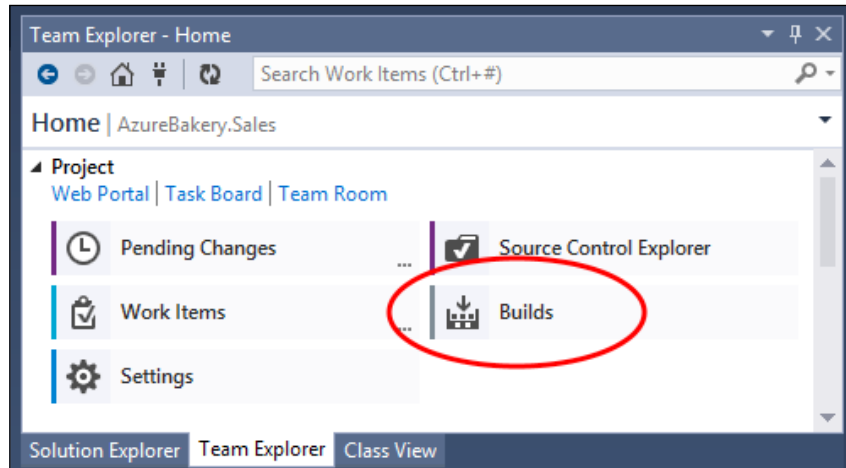 Team Explorer - Home
Search Work Items (Ctrl+#)
Home | AzureBakery.Sales
Project
Web Portal | Task Board | Team Room
Pending Changes ... Source Control Explorer
Work Items ... Builds
Settings
Solution Explorer Team Explorer Class View